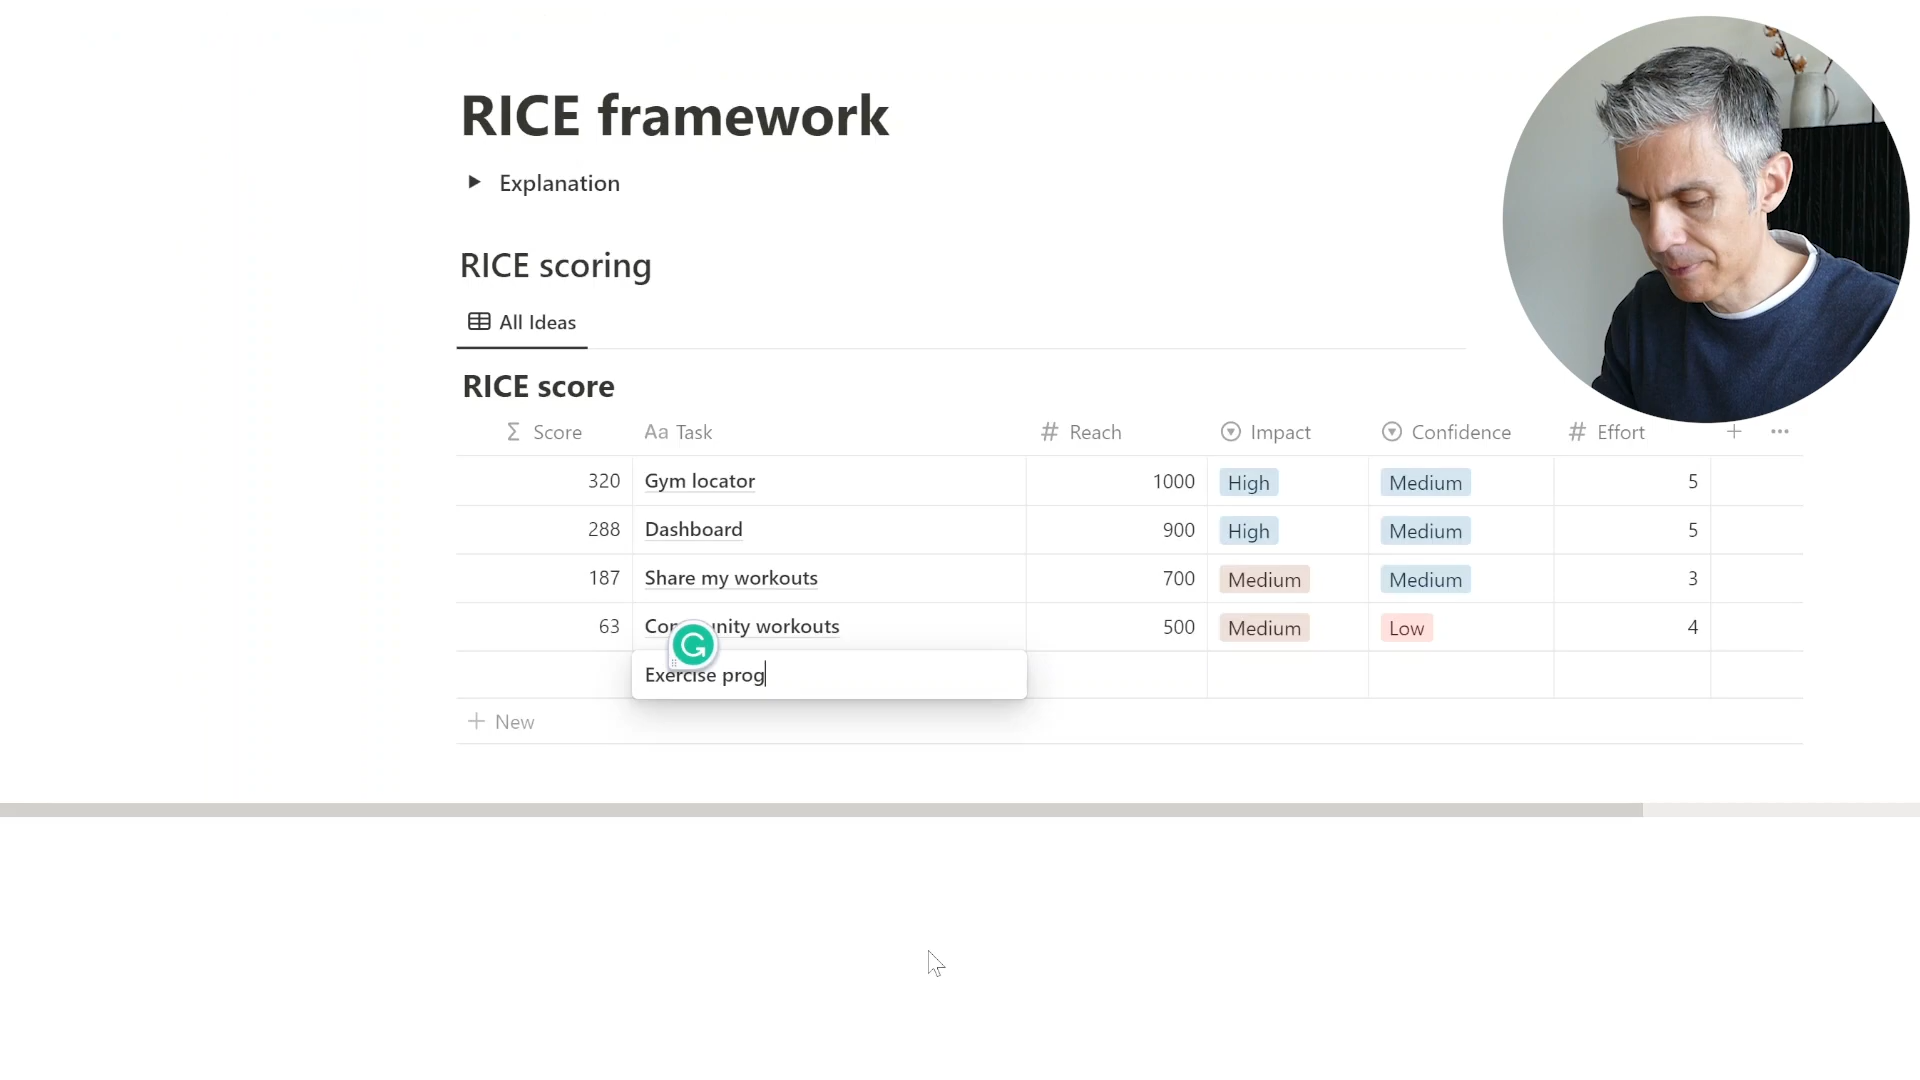 RICE framework
Explanation
RICE scoring
All Ideas
RICE score
Score Aa Task # Reach Impact Confidence # Effort + ...
320 Gym locator 1000 High Medium 5
288 Dashboard 900 High Medium 5
187 Share my workouts 700 Medium Medium 3
63 workouts 500 Medium Low 4
Exercise prog
+ New